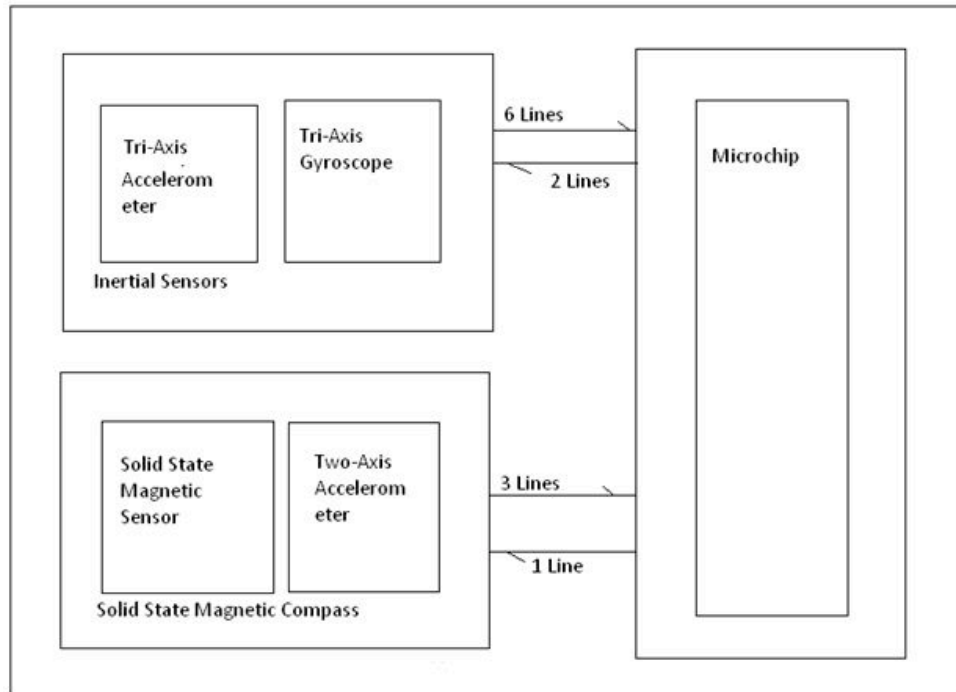 Tri-Axis
Accelerom
eter
Tri-Axis
Gyroscope
Inertial Sensors
6 Lines
2 Lines
Microchip
Solid State
Magnetic
Sensor
Two-Axis
Accelerom
eter
Solid State Magnetic Compass
3 Lines
1 Line